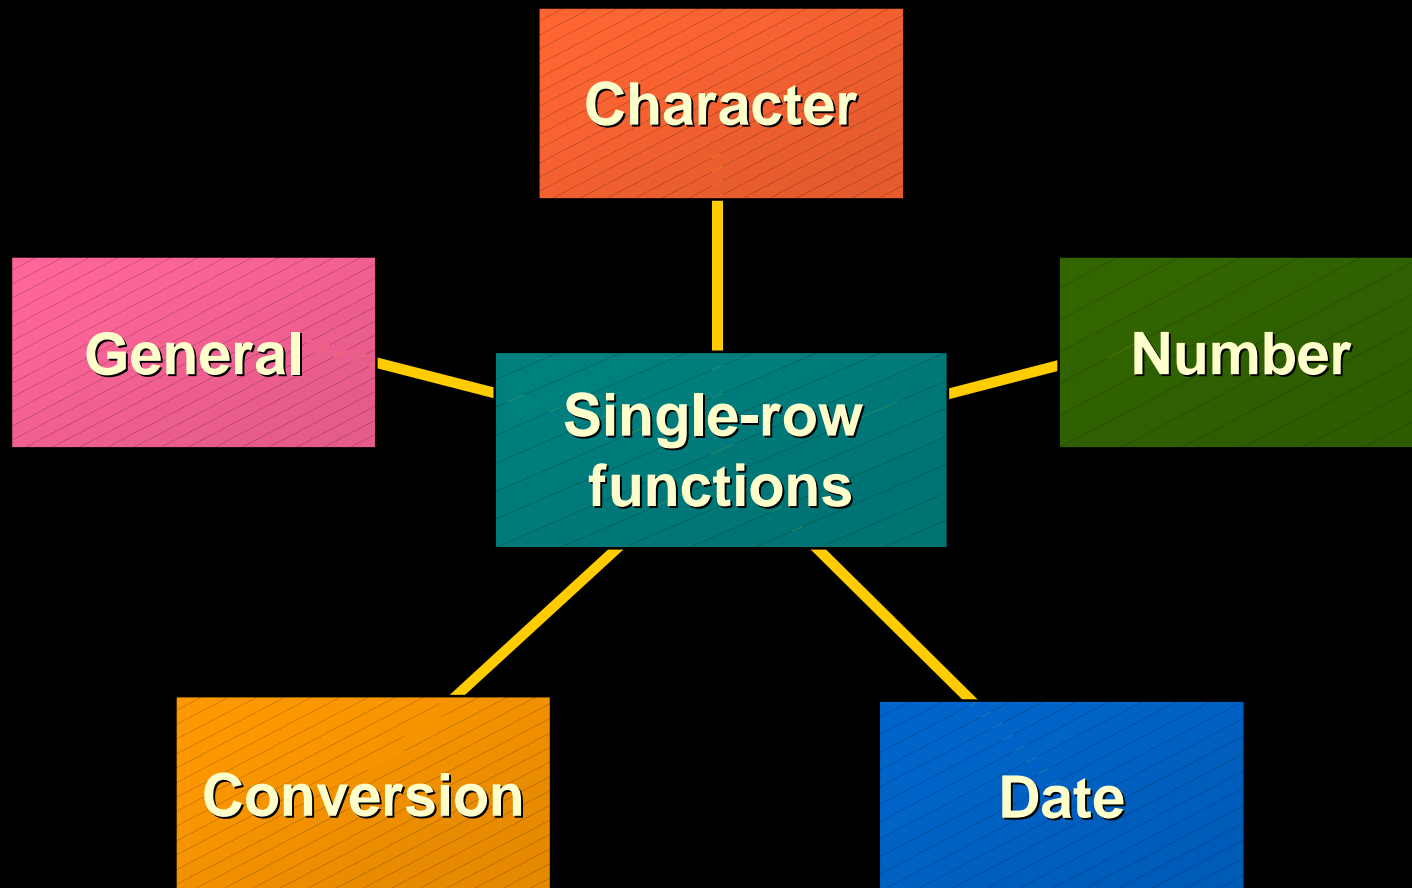 Character
General
Number
Single-row
functions
Conversion
Date